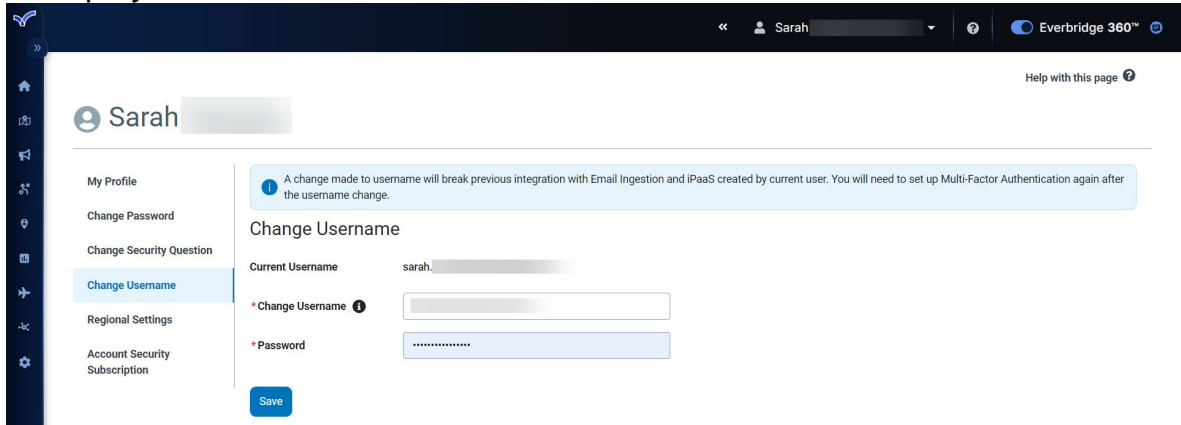 « Sarah Everbridge 360™
»
Help with this page
Sarah
My Profile
Change Password
Change Security Question
Change Username
Regional Settings
Account Security
Subscription
A change made to username will break previous integration with Email Ingestion and iPaaS created by current user. You will need to set up Multi-Factor Authentication again after
the username change.
Change Username
Current Username sarah.
*Change Username
*Password ················
Save